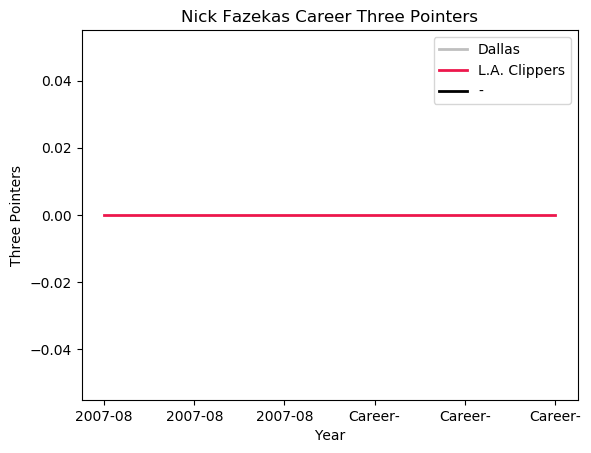 Nick Fazekas Career Three Pointers
Dallas
L.A. Clippers
-
Three Pointers
0.04
0.02
0.00
−0.02
−0.04
2007-08 2007-08 2007-08 Career- Career- Career-
Year